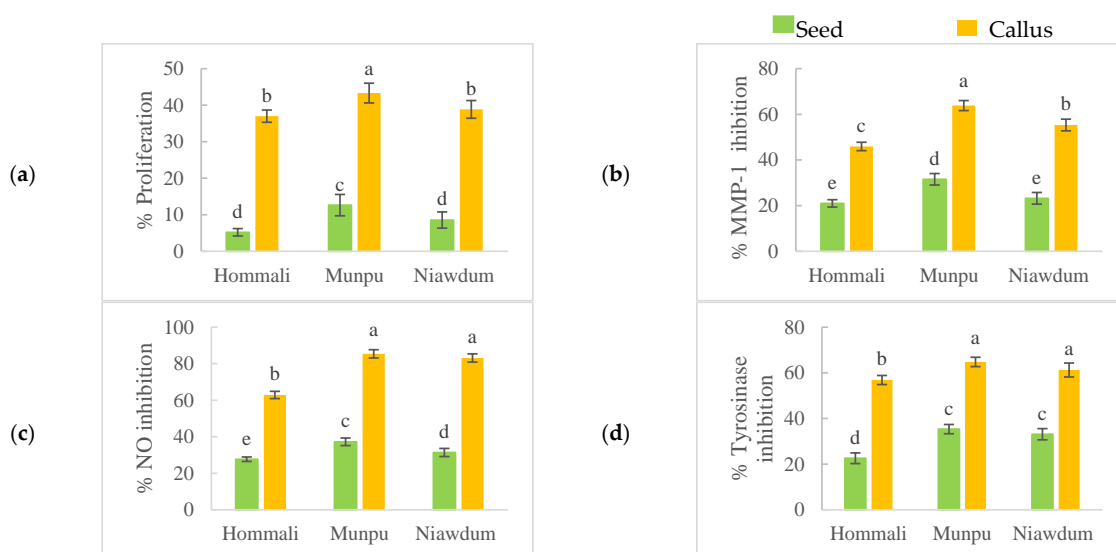 Seed Callus
(a)
% Proliferation
50
40
30
20
10
0
d b c a d b
Hommali Munpu Niawdum
(b)
% MMP-1 ihibition
80
60
40
20
0
e c d a e b
Hommali Munpu Niawdum
(c)
% NO inhibition
100
80
60
40
20
0
e b c a d a
Hommali Munpu Niawdum
(d)
% Tyrosinase
inhibition
80
60
40
20
0
d b c a c a
Hommali Munpu Niawdum